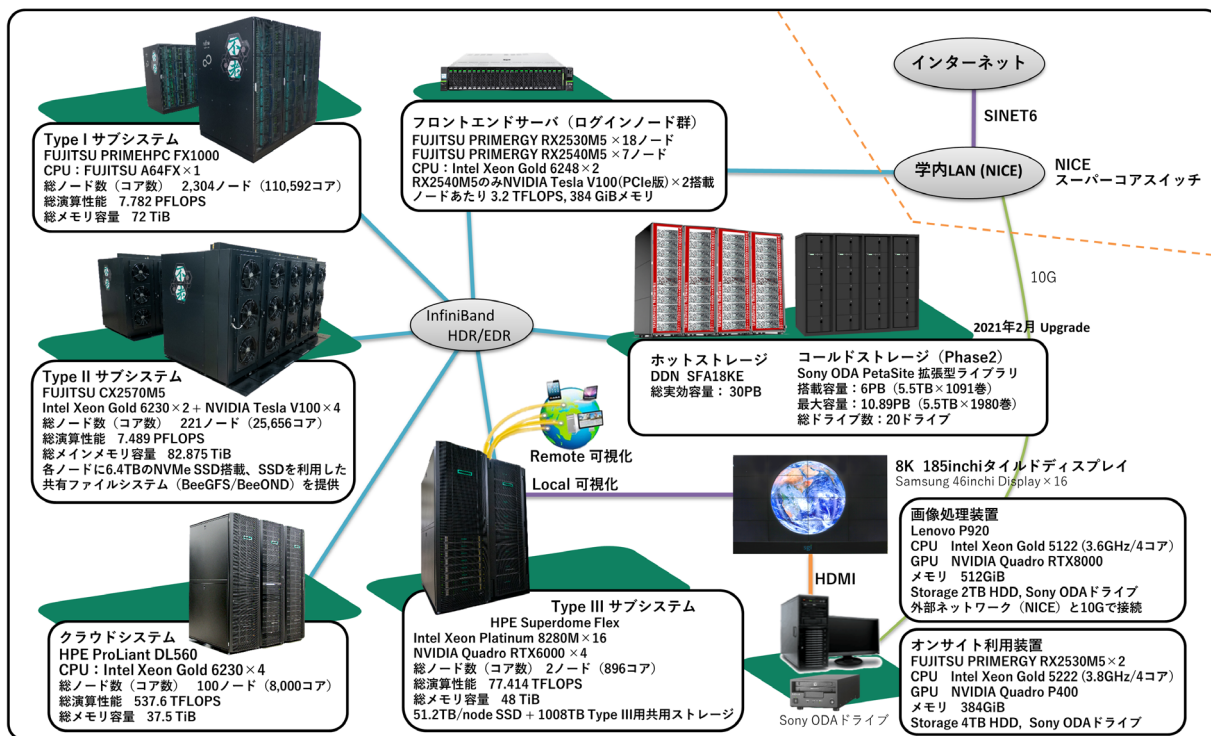 Type I サブシステム
FUJITSU PRIMEHPC FX1000
CPU：FUJITSU A64FX×1
総ノード数（コア数） 2,304ノード（110,592コア）
総演算性能 7.782 PFLOPS
総メモリ容量 72 TiB
フロントエンドサーバ（ログインノード群）
FUJITSU PRIMERGY RX2530M5 ×18ノード
FUJITSU PRIMERGY RX2540M5 ×7ノード
CPU：Intel Xeon Gold 6248×2
RX2540M5のみNVIDIA Tesla V100(PCIe版)×2搭載
ノードあたり 3.2 TFLOPS, 384 GiBメモリ
インターネット
SINET6
学内LAN (NICE)
NICE
スーパーコアスイッチ
10G
2021年2月 Upgrade
InfiniBand
HDR/EDR
ホットストレージ
DDN SFA18KE
総実効容量： 30PB
コールドストレージ（Phase2）
Sony ODA PetaSite 拡張型ライブラリ
搭載容量：6PB（5.5TB×1091巻）
最大容量：10.89PB（5.5TB×1980巻）
総ドライブ数：20ドライブ
Type II サブシステム
FUJITSU CX2570M5
Intel Xeon Gold 6230×2 + NVIDIA Tesla V100×4
総ノード数（コア数） 221ノード（25,656コア）
総演算性能 7.489 PFLOPS
総メインメモリ容量 82.875 TiB
各ノードに6.4TBのNVMe SSD搭載、SSDを利用した
共有ファイルシステム（BeeGFS/BeeOND）を提供
Remote 可視化
Local 可視化
8K 185inchiタイルドディスプレイ
Samsung 46inchi Display×16
HDMI
画像処理装置
Lenovo P920
CPU Intel Xeon Gold 5122 (3.6GHz/4コア）
GPU NVIDIA Quadro RTX8000
メモリ 512GiB
Storage 2TB HDD, Sony ODAドライブ
外部ネットワーク（NICE）と10Gで接続
クラウドシステム
HPE ProLiant DL560
CPU：Intel Xeon Gold 6230×4
総ノード数（コア数） 100ノード（8,000コア）
総演算性能 537.6 TFLOPS
総メモリ容量 37.5 TiB
Type III サブシステム
HPE Superdome Flex
Intel Xeon Platinum 8280M×16
NVIDIA Quadro RTX6000 ×4
総ノード数（コア数） 2ノード（896コア）
総演算性能 77.414 TFLOPS
総メモリ容量 48 TiB
51.2TB/node SSD + 1008TB Type III用共用ストレージ
Sony ODAドライブ
オンサイト利用装置
FUJITSU PRIMERGY RX2530M5×2
CPU Intel Xeon Gold 5222 (3.8GHz/4コア）
GPU NVIDIA Quadro P400
メモリ 384GiB
Storage 4TB HDD, Sony ODAドライブ